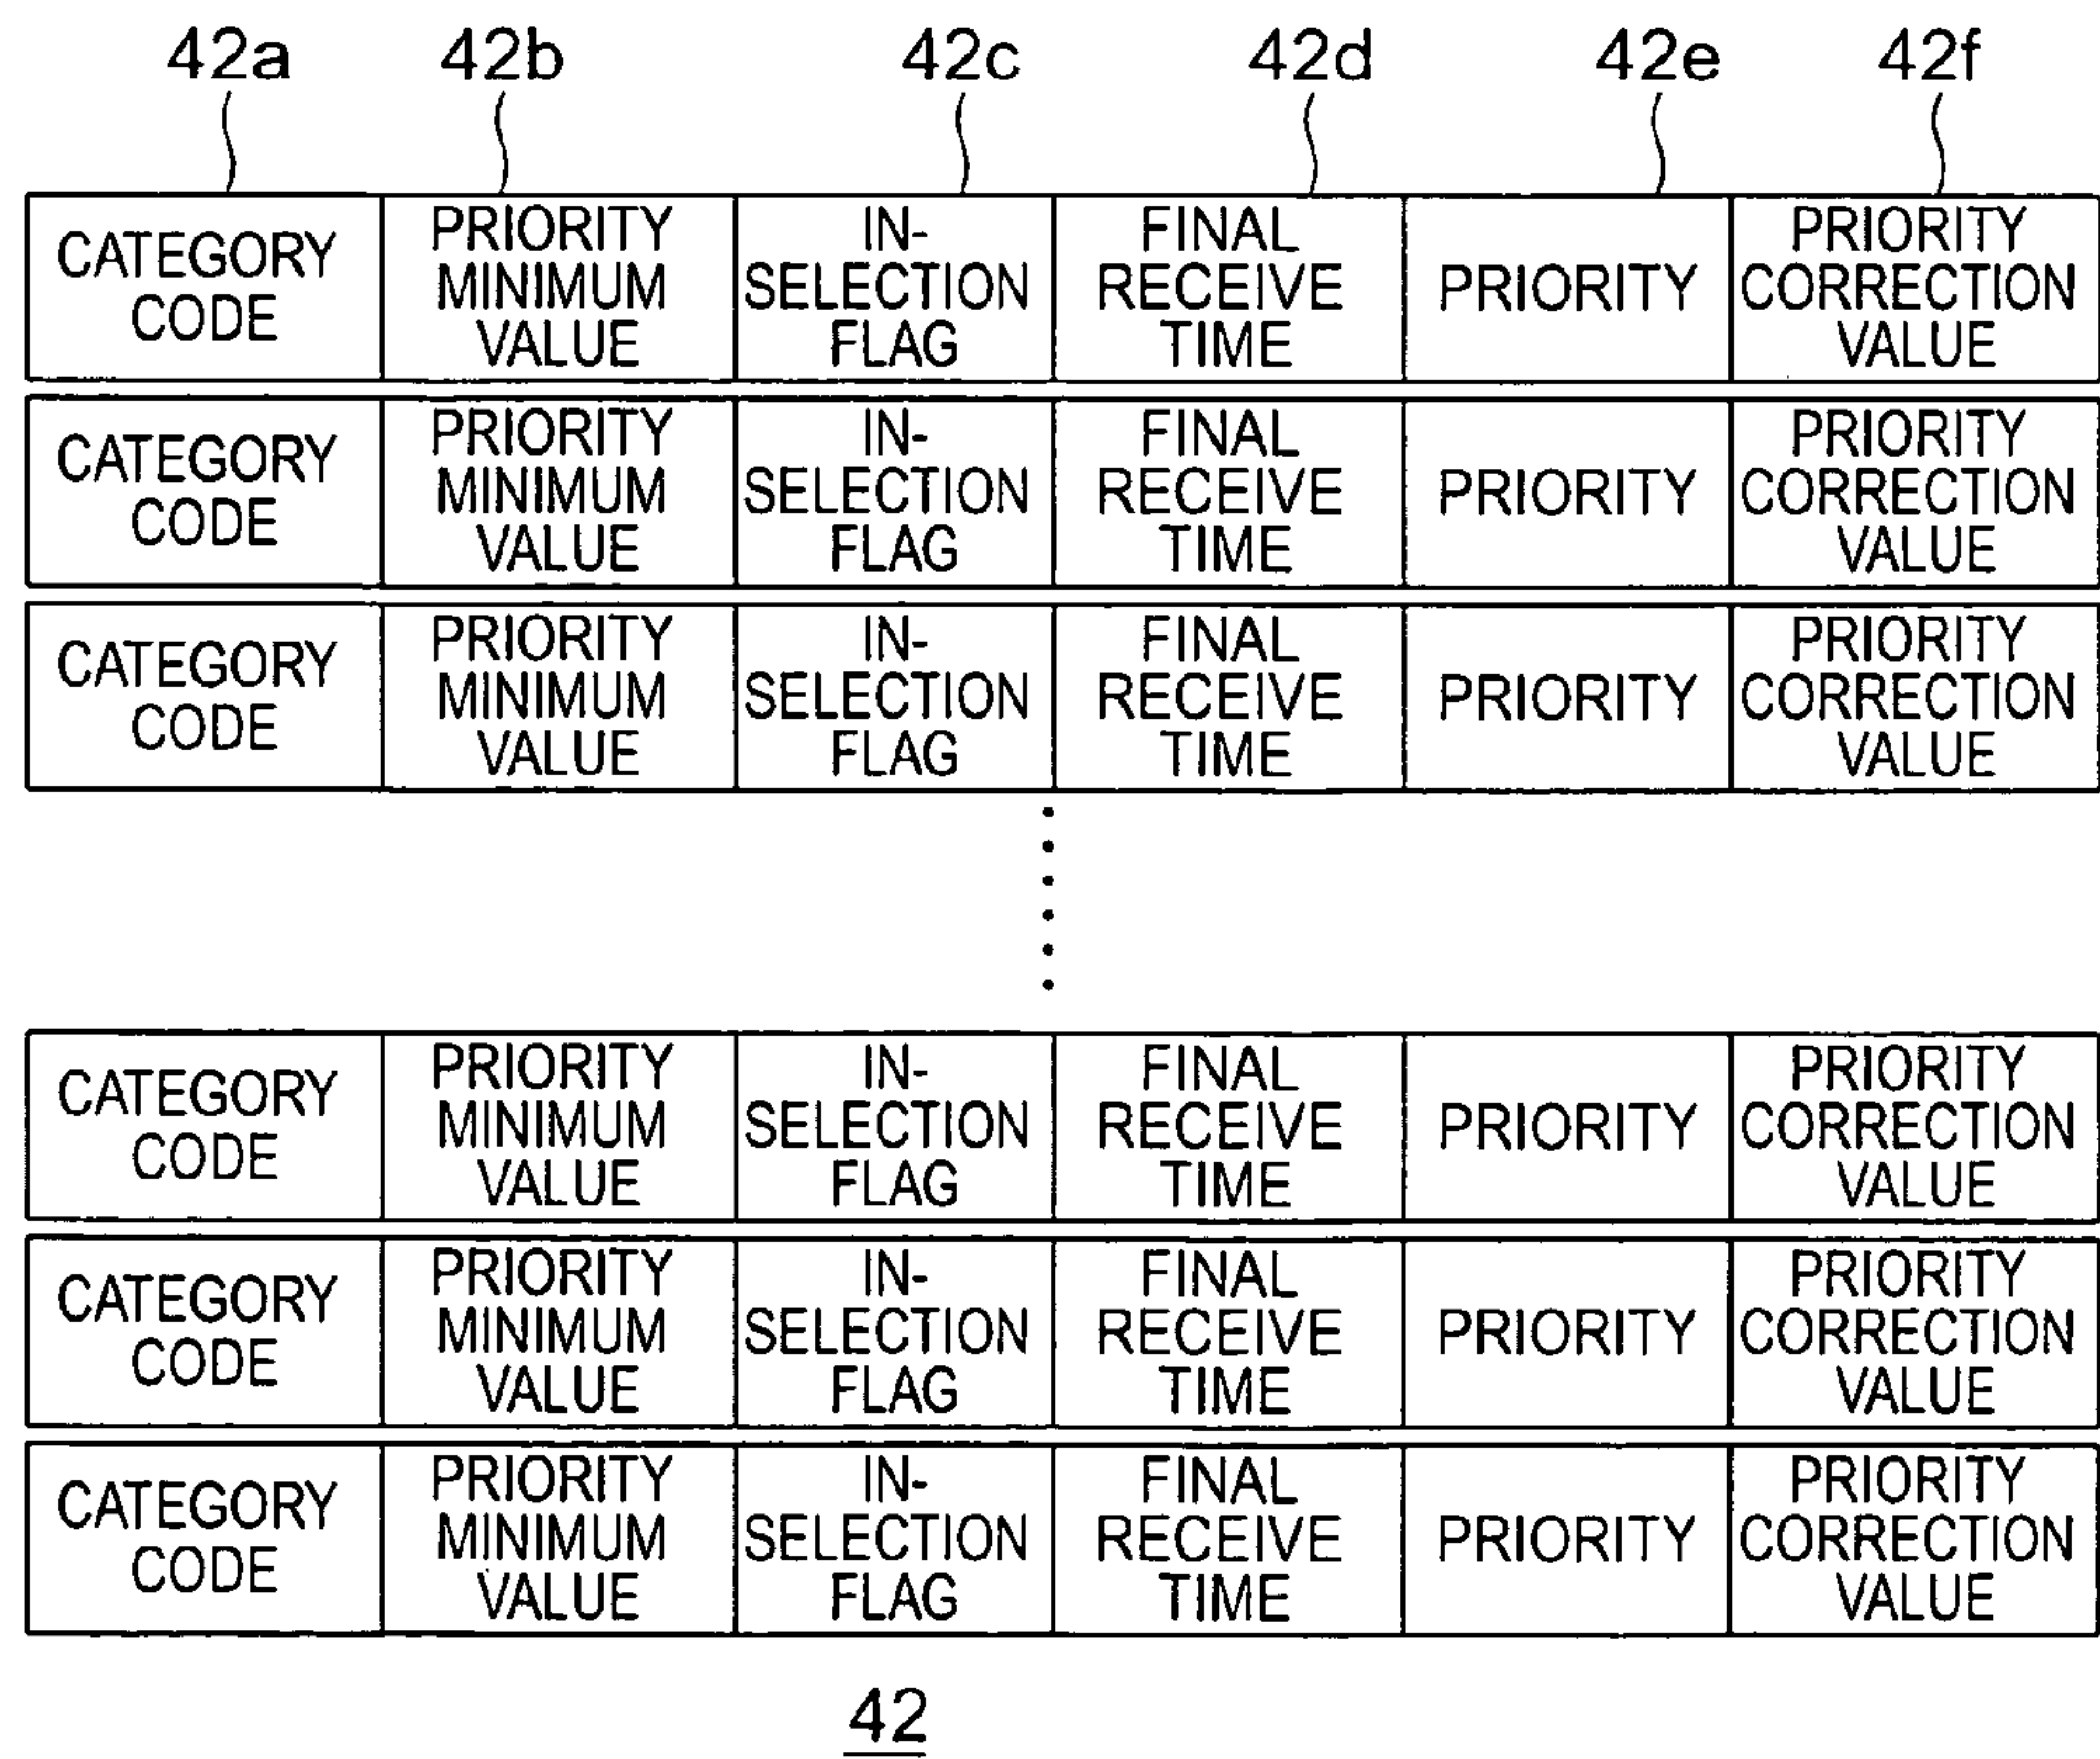 42a 42b 42c 42d 42e 42f
CATEGORY CODE PRIORITY MINIMUM VALUE IN-SELECTION FLAG FINAL RECEIVE TIME PRIORITY PRIORITY CORRECTION VALUE
CATEGORY CODE PRIORITY MINIMUM VALUE IN-SELECTION FLAG FINAL RECEIVE TIME PRIORITY PRIORITY CORRECTION VALUE
CATEGORY CODE PRIORITY MINIMUM VALUE IN-SELECTION FLAG FINAL RECEIVE TIME PRIORITY PRIORITY CORRECTION VALUE
CATEGORY CODE PRIORITY MINIMUM VALUE IN-SELECTION FLAG FINAL RECEIVE TIME PRIORITY PRIORITY CORRECTION VALUE
CATEGORY CODE PRIORITY MINIMUM VALUE IN-SELECTION FLAG FINAL RECEIVE TIME PRIORITY PRIORITY CORRECTION VALUE
CATEGORY CODE PRIORITY MINIMUM VALUE IN-SELECTION FLAG FINAL RECEIVE TIME PRIORITY PRIORITY CORRECTION VALUE
42